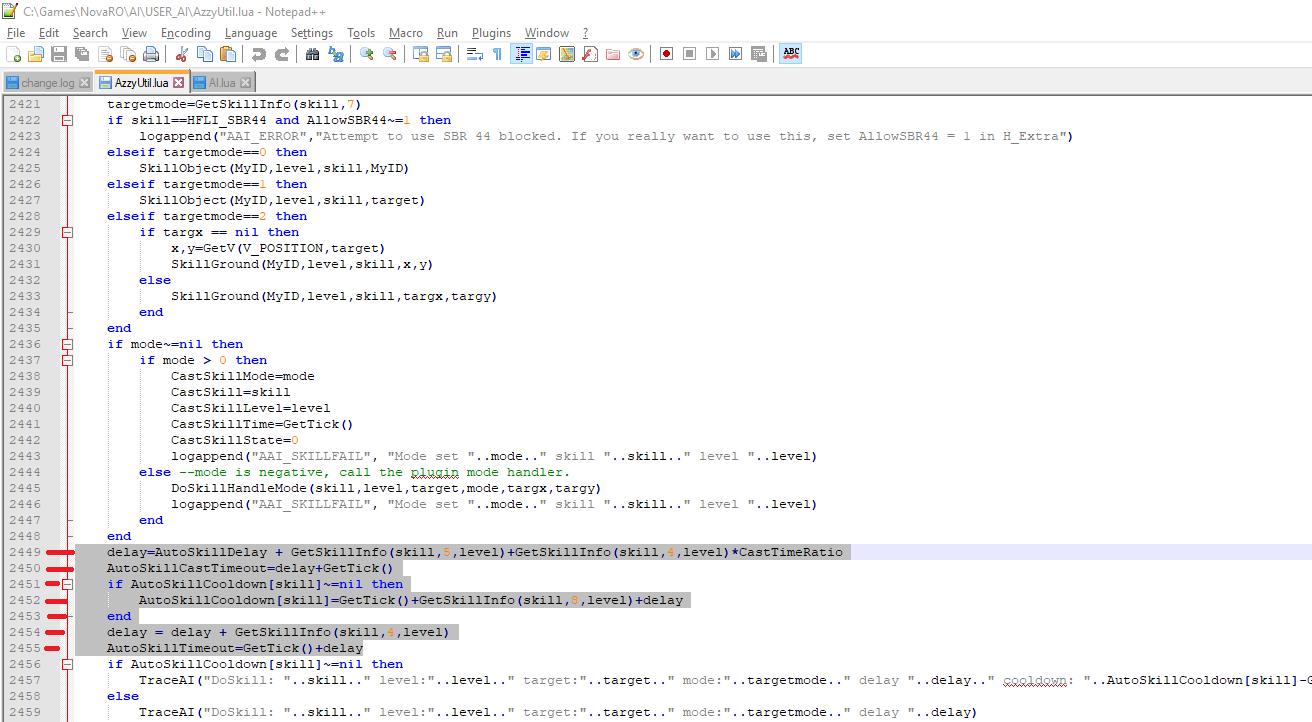 C:\Games\NovaRO\AI\USER_AI\AzzyUtil.lua - Notepad++
File Edit Search View Encoding Language Settings Tools Macro Run Plugins Window ?
ABC
change.log AzzyUtil.lua AI.lua
2421 targetmode=GetSkillInfo(skill,7)
2422 if skill==HFLI_SBR44 and AllowSBR44~=1 then
2423 logappend("AAI_ERROR","Attempt to use SBR 44 blocked. If you really want to use this, set AllowSBR44 = 1 in H_Extra")
2424 elseif targetmode==0 then
2425 SkillObject(MyID,level,skill,MyID)
2426 elseif targetmode==1 then
2427 SkillObject(MyID,level,skill,target)
2428 elseif targetmode==2 then
2429 if targx == nil then
2430 x,y=GetV(V_POSITION,target)
2431 SkillGround(MyID,level,skill,x,y)
2432 else
2433 SkillGround(MyID,level,skill,targx,targy)
2434 end
2435 end
2436 if mode~=nil then
2437 if mode > 0 then
2438 CastSkillMode=mode
2439 CastSkill=skill
2440 CastSkillLevel=level
2441 CastSkillTime=GetTick()
2442 CastSkillState=0
2443 logappend("AAI_SKILLFAIL", "Mode set "..mode.." skill "..skill.." level "..level)
2444 else --mode is negative, call the plugin mode handler.
2445 DoSkillHandleMode(skill,level,target,mode,targx,targy)
2446 logappend("AAI_SKILLFAIL", "Mode set "..mode.." skill "..skill.." level "..level)
2447 end
2448 end
2449 delay=AutoSkillDelay + GetSkillInfo(skill,5,level)+GetSkillInfo(skill,4,level)*CastTimeRatio
2450 AutoSkillCastTimeout=delay+GetTick()
2451 if AutoSkillCooldown[skill]~=nil then
2452 AutoSkillCooldown[skill]=GetTick()+GetSkillInfo(skill,8,level)+delay
2453 end
2454 delay = delay + GetSkillInfo(skill,4,level)
2455 AutoSkillTimeout=GetTick()+delay
2456 if AutoSkillCooldown[skill]~=nil then
2457 TraceAI("DoSkill: "..skill.." level:"..level.." target:"..target.." mode:"..targetmode.." delay "..delay.." cooldown: "..AutoSkillCooldown[skill]-G
2458 else
2459 TraceAI("DoSkill: "..skill.." level:"..level.." target:"..target.." mode:"..targetmode.." delay "..delay)